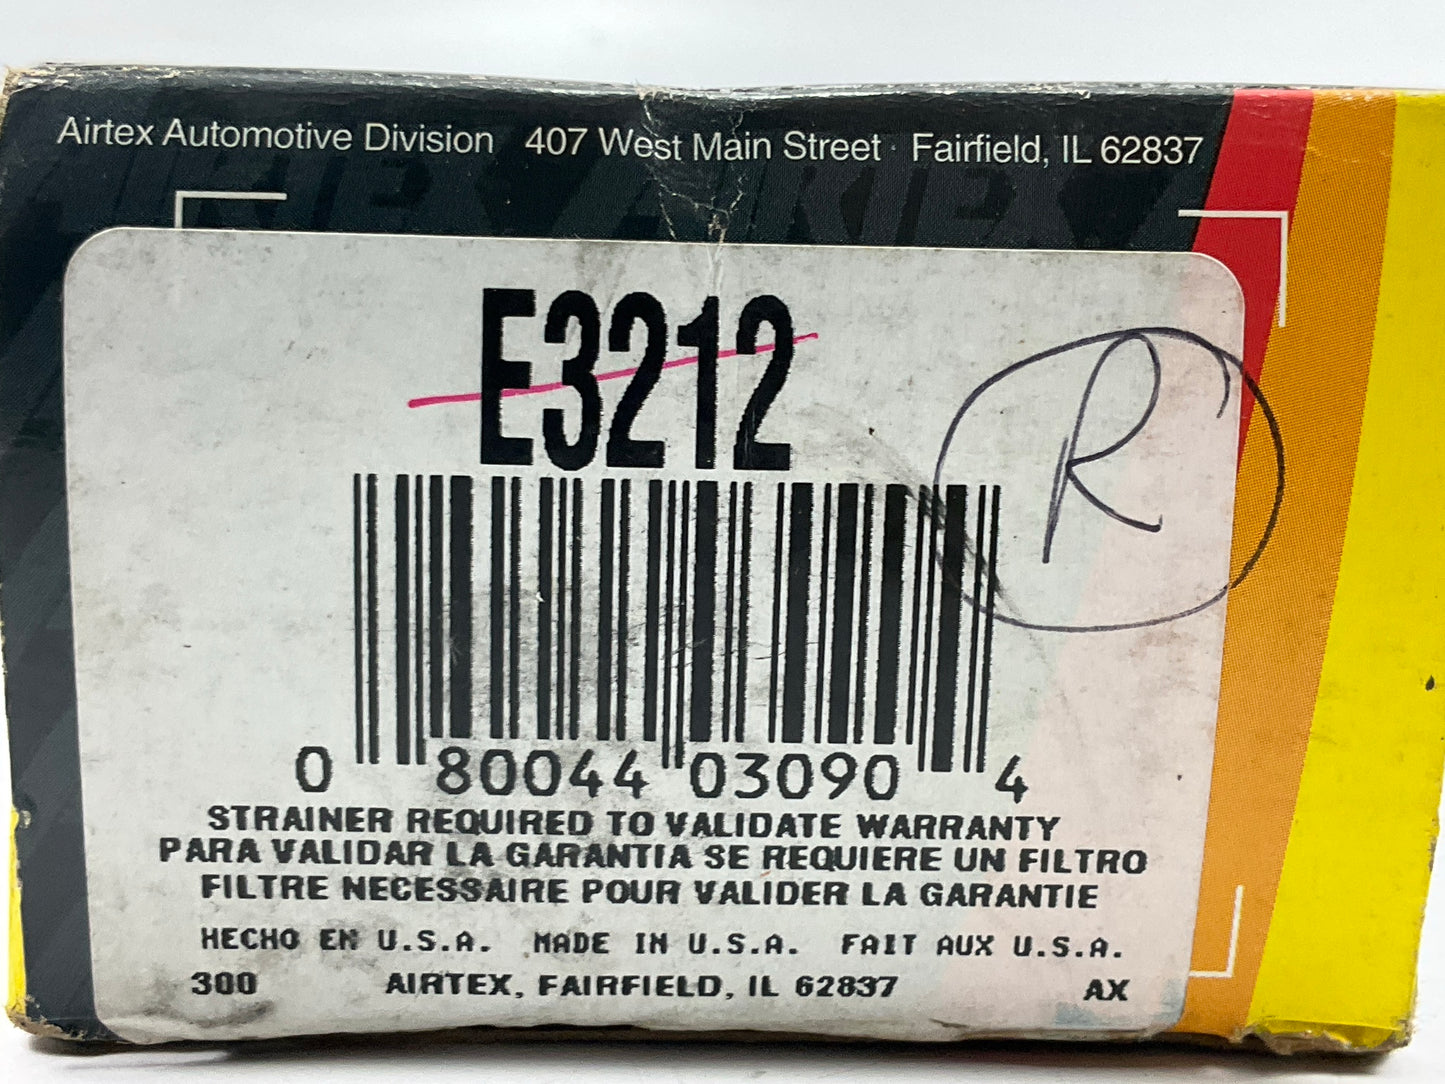 Airtex Automotive Division 407 West Main Street · Fairfield, IL 62837
E3212
R
0 80044 03090 4
STRAINER REQUIRED TO VALIDATE WARRANTY
PARA VALIDAR LA GARANTIA SE REQUIERE UN FILTRO
FILTRE NECESSAIRE POUR VALIDER LA GARANTIE
HECHO EN U.S.A. MADE IN U.S.A. FAIT AUX U.S.A.
300 AIRTEX, FAIRFIELD, IL 62837 AX